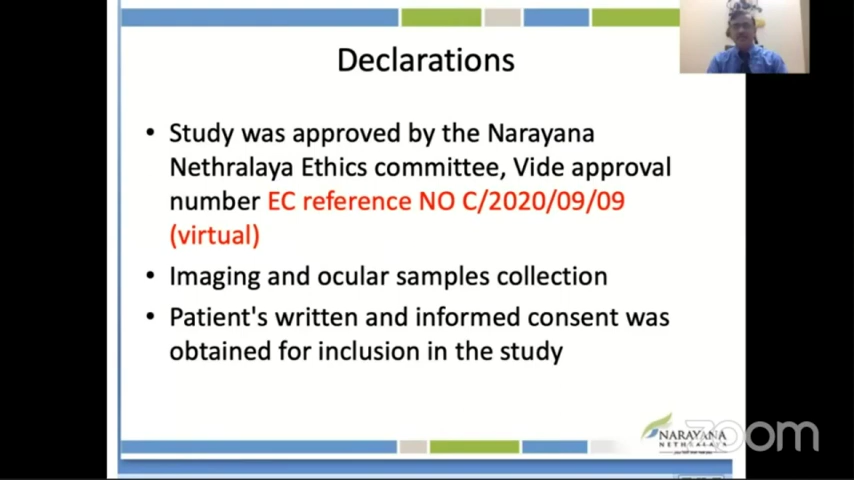 Declarations
• Study was approved by the Narayana
Nethralaya Ethics committee, Vide approval
number EC reference NO C/2020/09/09
(virtual)
• Imaging and ocular samples collection
• Patient's written and informed consent was
obtained for inclusion in the study
NARAYANA
NETHRALAYA
zoom